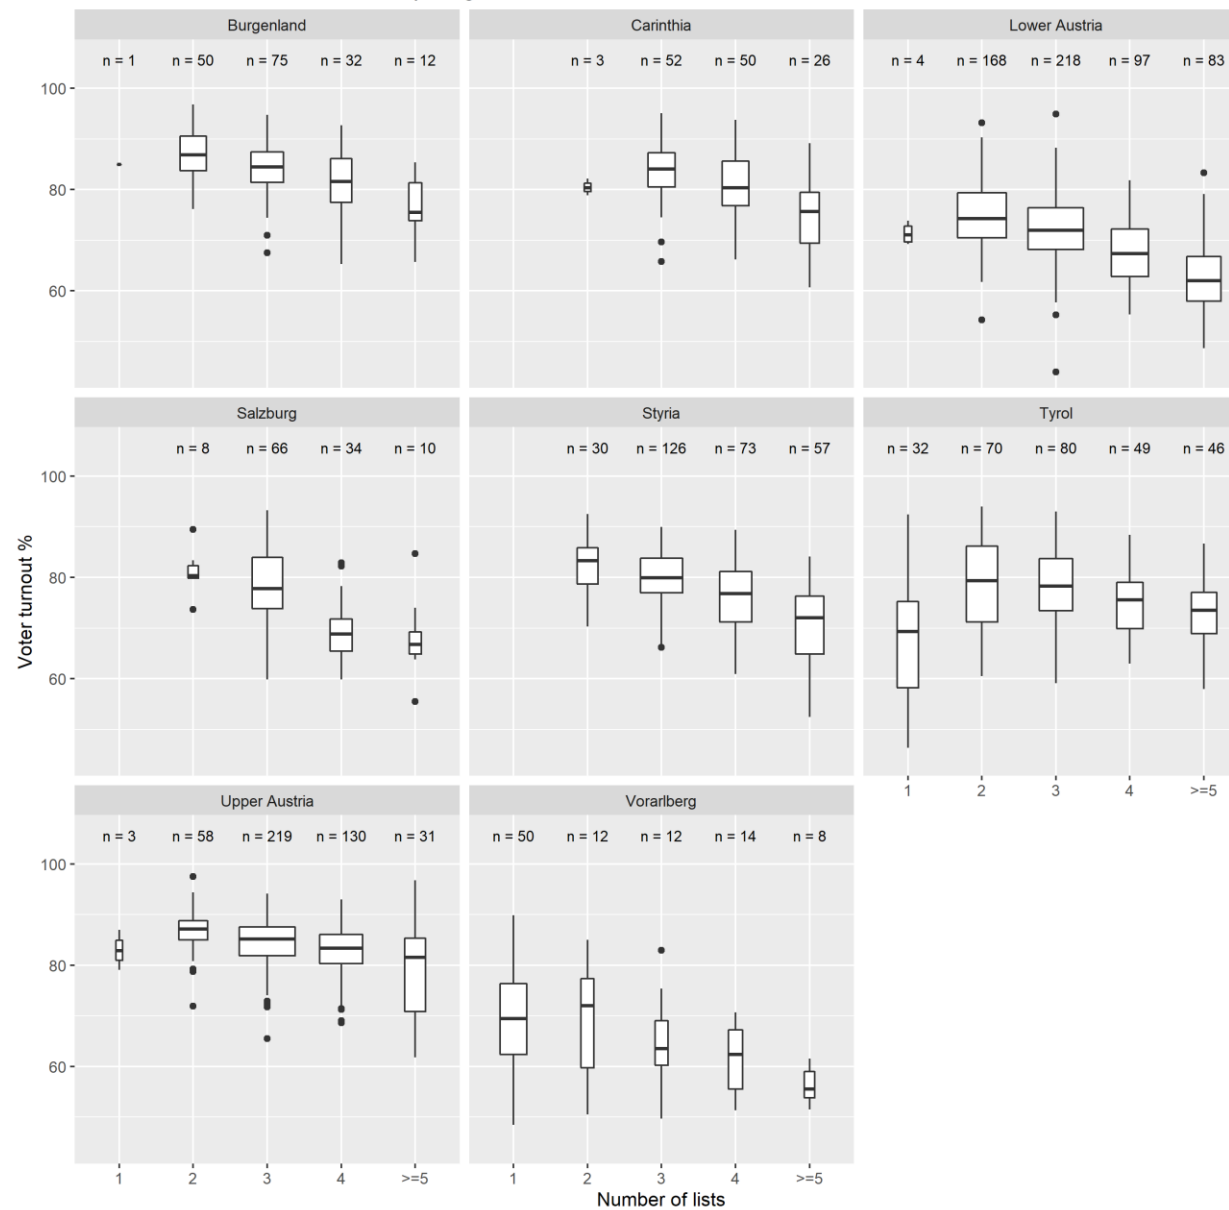 Burgenland
Carinthia
Lower Austria
n = 1 n = 50 n = 75 n = 32 n = 12
n = 3 n = 52 n = 50 n = 26
n = 4 n = 168 n = 218 n = 97 n = 83
100
80
60
Salzburg
Styria
Tyrol
n = 8 n = 66 n = 34 n = 10
n = 30 n = 126 n = 73 n = 57
n = 32 n = 70 n = 80 n = 49 n = 46
100
80
60
Voter turnout %
1 2 3 4 >=5
Upper Austria
Vorarlberg
n = 3 n = 58 n = 219 n = 130 n = 31
n = 50 n = 12 n = 12 n = 14 n = 8
100
80
60
1 2 3 4 >=5
1 2 3 4 >=5
Number of lists